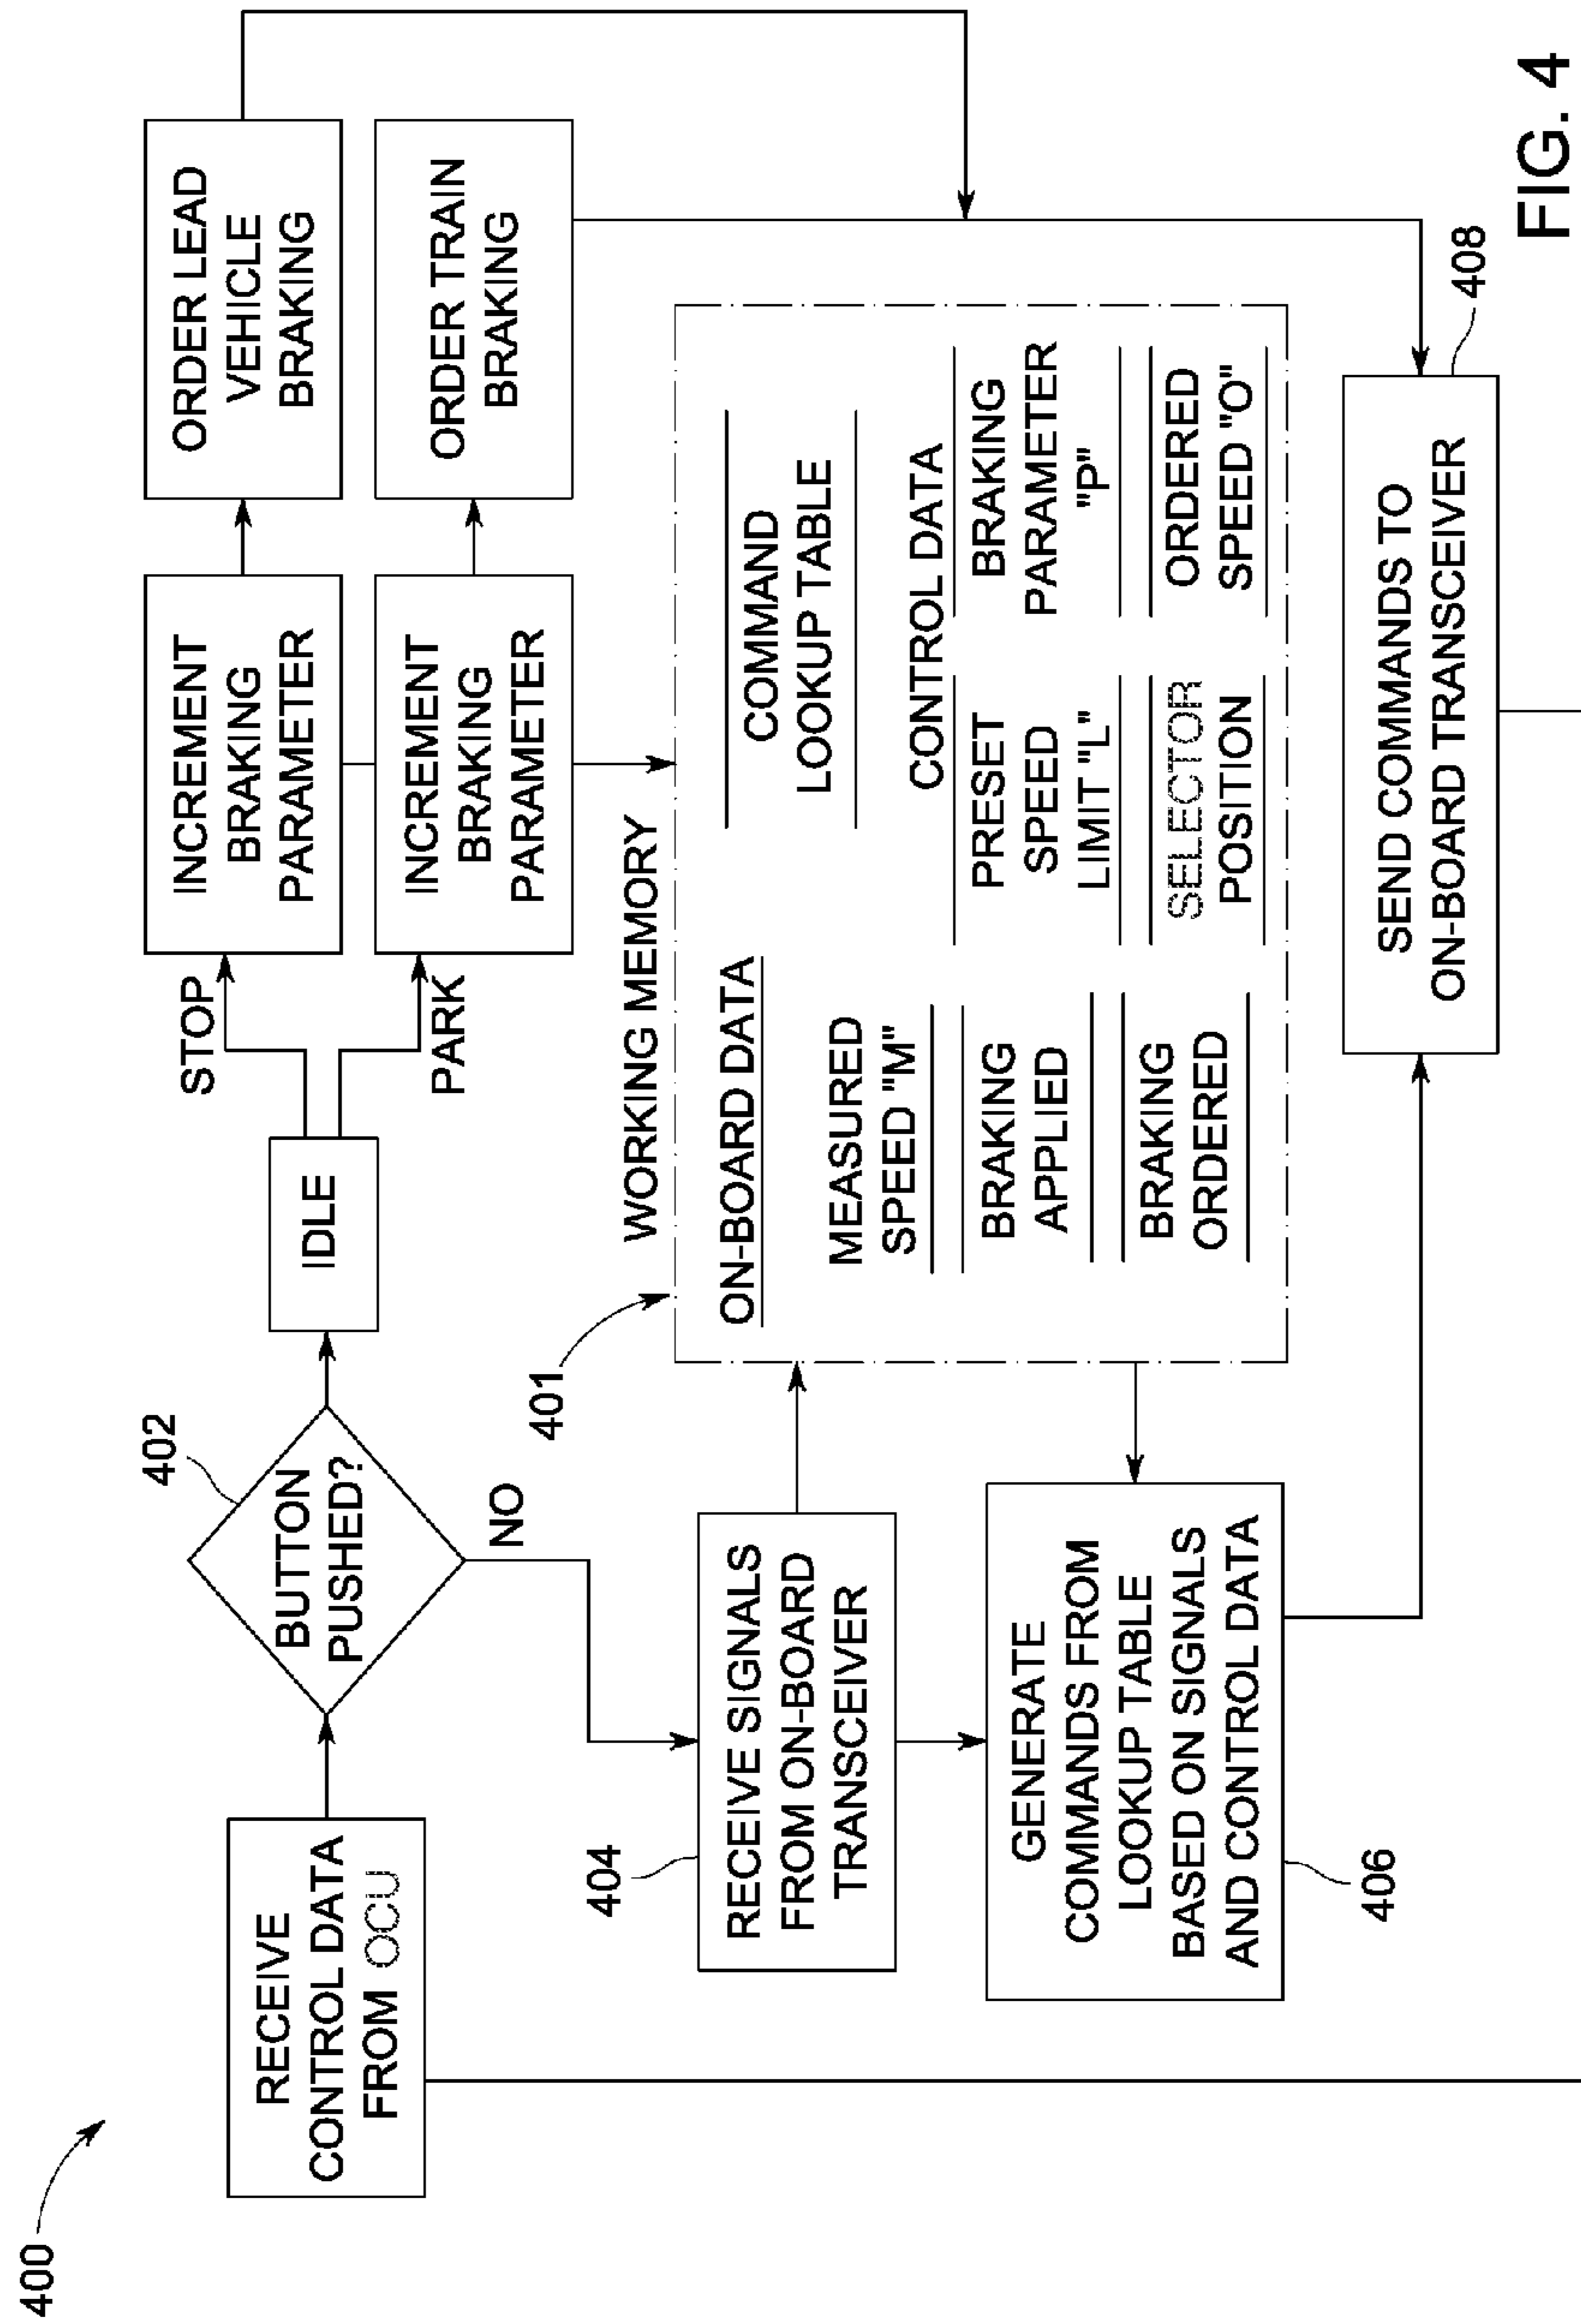 400
RECEIVE
CONTROL DATA
FROM OCU
402
BUTTON
PUSHED?
NO
IDLE
STOP
PARK
INCREMENT
BRAKING
PARAMETER
ORDER LEAD
VEHICLE
BRAKING
INCREMENT
BRAKING
PARAMETER
ORDER TRAIN
BRAKING
404
RECEIVE SIGNALS
FROM ON-BOARD
TRANSCEIVER
GENERATE
COMMANDS FROM
LOOKUP TABLE
BASED ON SIGNALS
AND CONTROL DATA
406
401
WORKING MEMORY
ON-BOARD DATA
MEASURED
SPEED "M"
BRAKING
APPLIED
BRAKING
ORDERED
COMMAND
LOOKUP TABLE
CONTROL DATA
PRESET
SPEED
LIMIT "L"
BRAKING
PARAMETER
"P"
SELECTOR
POSITION
ORDERED
SPEED "O"
SEND COMMANDS TO
ON-BOARD TRANSCEIVER
408
FIG. 4